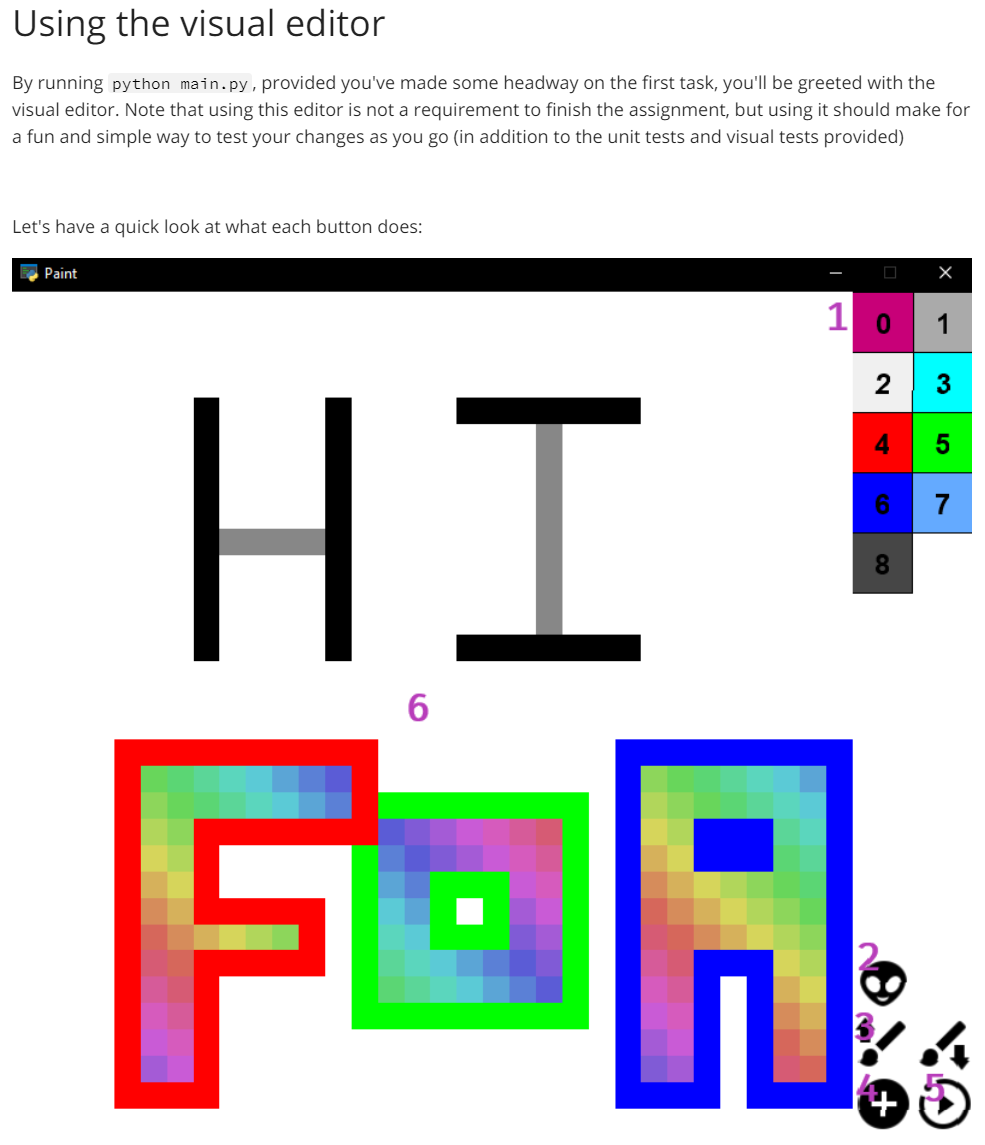 Using the visual editor
By running python main.py, provided you've made some headway on the first task, you'll be greeted with the
visual editor. Note that using this editor is not a requirement to finish the assignment, but using it should make for
a fun and simple way to test your changes as you go (in addition to the unit tests and visual tests provided)
Let's have a quick look at what each button does:
Paint
1 0 1
2 3
4 5
6 7
8
HI
6
FOA
2
3
4 5